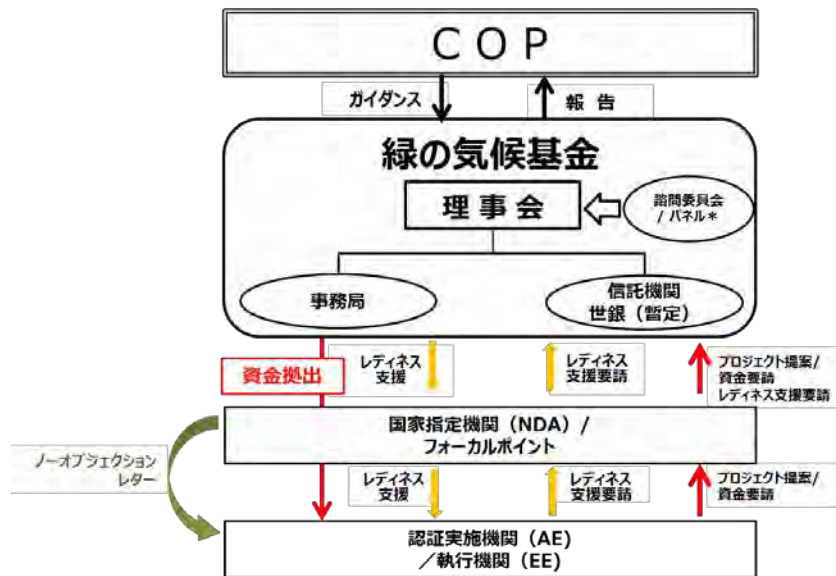 COP
ガイダンス
報 告
緑の気候基金
理 事 会
諮問委員会
/ パネル＊
事務局
信託機関
世銀（暫定）
資金拠出
レディネス
支援
レディネス
支援要請
プロジェクト提案/
資金要請
レディネス支援要請
国家指定機関（NDA）/
フォーカルポイント
ノーオブジェクション
レター
レディネス
支援
レディネス
支援要請
プロジェクト提案/
資金要請
認証実施機関（AE）
／執行機関（EE）